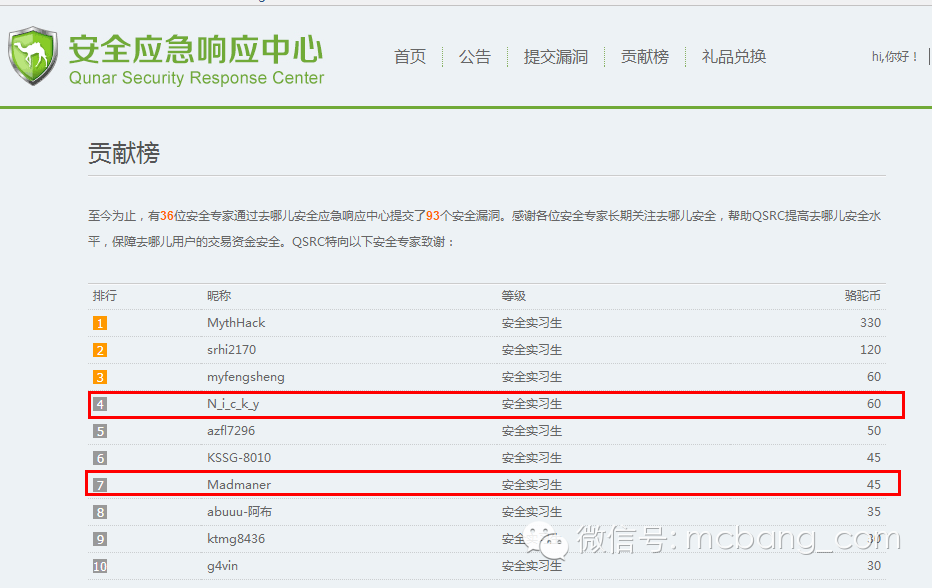 安全应急响应中心
Qunar Security Response Center
首页 公告 提交漏洞 贡献榜 礼品兑换 hi,你好！
贡献榜
至今为止，有36位安全专家通过去哪儿安全应急响应中心提交了93个安全漏洞。感谢各位安全专家长期关注去哪儿安全，帮助QSRC提高去哪儿安全水
平，保障去哪儿用户的交易资金安全。QSRC特向以下安全专家致谢：
排行 昵称 等级 骆驼币
1 MythHack 安全实习生 330
2 srhi2170 安全实习生 120
3 myfengsheng 安全实习生 60
4 N_i_c_k_y 安全实习生 60
5 azfl7296 安全实习生 50
6 KSSG-8010 安全实习生 45
7 Madmaner 安全实习生 45
8 abuuu-阿布 安全实习生 35
9 ktmg8436 安全 30
微信号: mcbang_com
10 g4vin 安全实习生 30